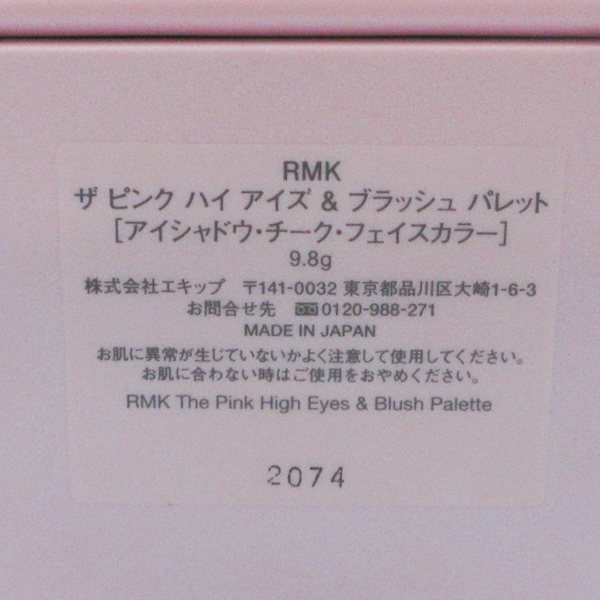 RMK
ザ ピンク ハイ アイズ & ブラッシュ パレット
［アイシャドウ・チーク・フェイスカラー］
9.8g
株式会社エキップ 〒141-0032 東京都品川区大崎1-6-3
お問合せ先 0120-988-271
MADE IN JAPAN
お肌に異常が生じていないかよく注意して使用してください。
お肌に合わない時はご使用をおやめください。
RMK The Pink High Eyes & Blush Palette
2074